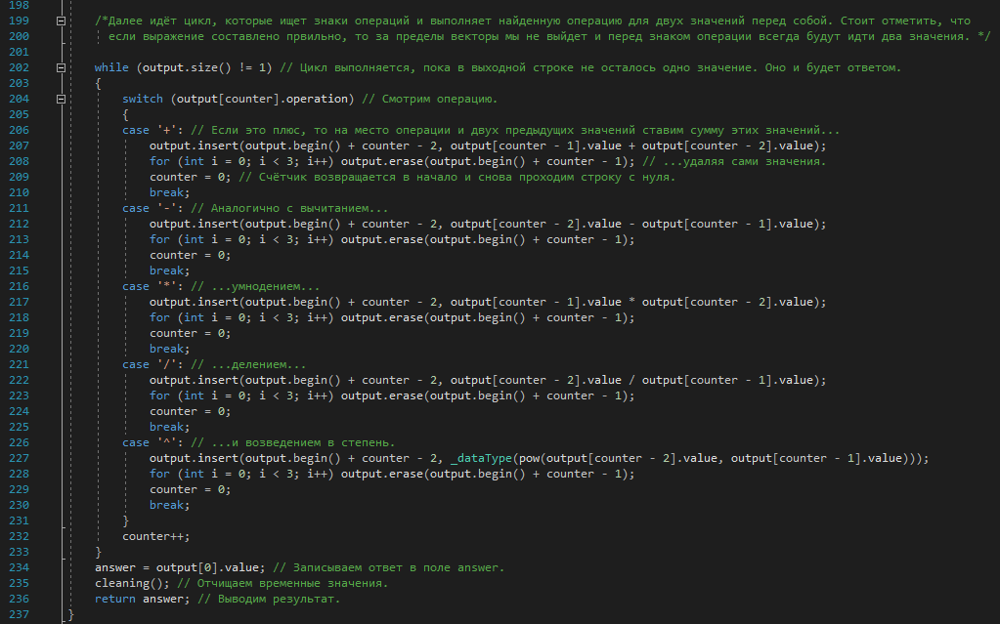 198
199 /*Далее идёт цикл, которые ищет знаки операций и выполняет найденную операцию для двух значений перед собой. Стоит отметить, что
200 если выражение составлено првильно, то за пределы векторы мы не выйдет и перед знаком операции всегда будут идти два значения. */
201
202 while (output.size() != 1) // Цикл выполняется, пока в выходной строке не осталось одно значение. Оно и будет ответом.
203 {
204 switch (output[counter].operation) // Смотрим операцию.
205 {
206 case '+': // Если это плюс, то на место операции и двух предыдущих значений ставим сумму этих значений...
207 output.insert(output.begin() + counter - 2, output[counter - 1].value + output[counter - 2].value);
208 for (int i = 0; i < 3; i++) output.erase(output.begin() + counter - 1); // ...удаляя сами значения.
209 counter = 0; // Счётчик возвращается в начало и снова проходим строку с нуля.
210 break;
211 case '-': // Аналогично с вычитанием...
212 output.insert(output.begin() + counter - 2, output[counter - 2].value - output[counter - 1].value);
213 for (int i = 0; i < 3; i++) output.erase(output.begin() + counter - 1);
214 counter = 0;
215 break;
216 case '*': // ...умнодением...
217 output.insert(output.begin() + counter - 2, output[counter - 1].value * output[counter - 2].value);
218 for (int i = 0; i < 3; i++) output.erase(output.begin() + counter - 1);
219 counter = 0;
220 break;
221 case '/': // ...делением...
222 output.insert(output.begin() + counter - 2, output[counter - 2].value / output[counter - 1].value);
223 for (int i = 0; i < 3; i++) output.erase(output.begin() + counter - 1);
224 counter = 0;
225 break;
226 case '^': // ...и возведением в степень.
227 output.insert(output.begin() + counter - 2, _dataType(pow(output[counter - 2].value, output[counter - 1].value)));
228 for (int i = 0; i < 3; i++) output.erase(output.begin() + counter - 1);
229 counter = 0;
230 break;
231 }
232 counter++;
233 }
234 answer = output[0].value; // Записываем ответ в поле answer.
235 cleaning(); // Отчищаем временные значения.
236 return answer; // Выводим результат.
237 }